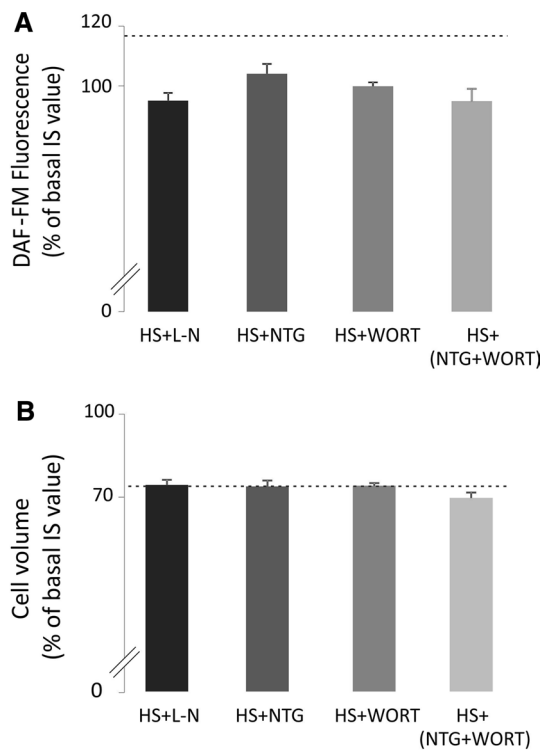 A
120
100
0
DAF-FM Fluorescence
(% of basal IS value)
HS+L-N HS+NTG HS+WORT HS+
(NTG+WORT)
B
100
70
0
Cell volume
(% of basal IS value)
HS+L-N HS+NTG HS+WORT HS+
(NTG+WORT)